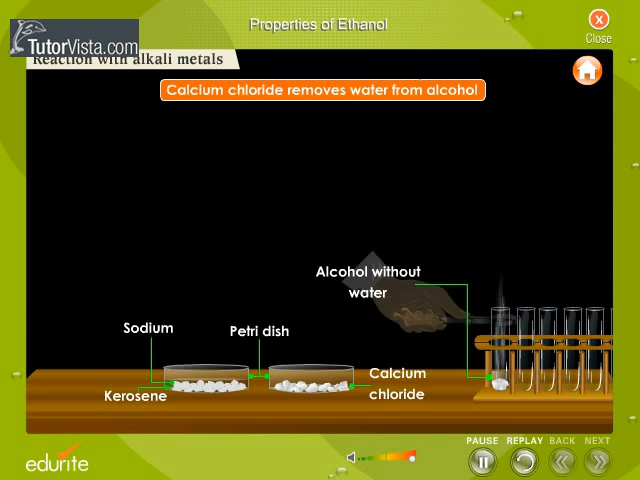 Properties of Ethanol
Close
TutorVista.com
Reaction with alkali metals
Calcium chloride removes water from alcohol
Alcohol without
water
Sodium
Petri dish
Kerosene
Calcium
chloride
PAUSE REPLAY BACK NEXT
edurite